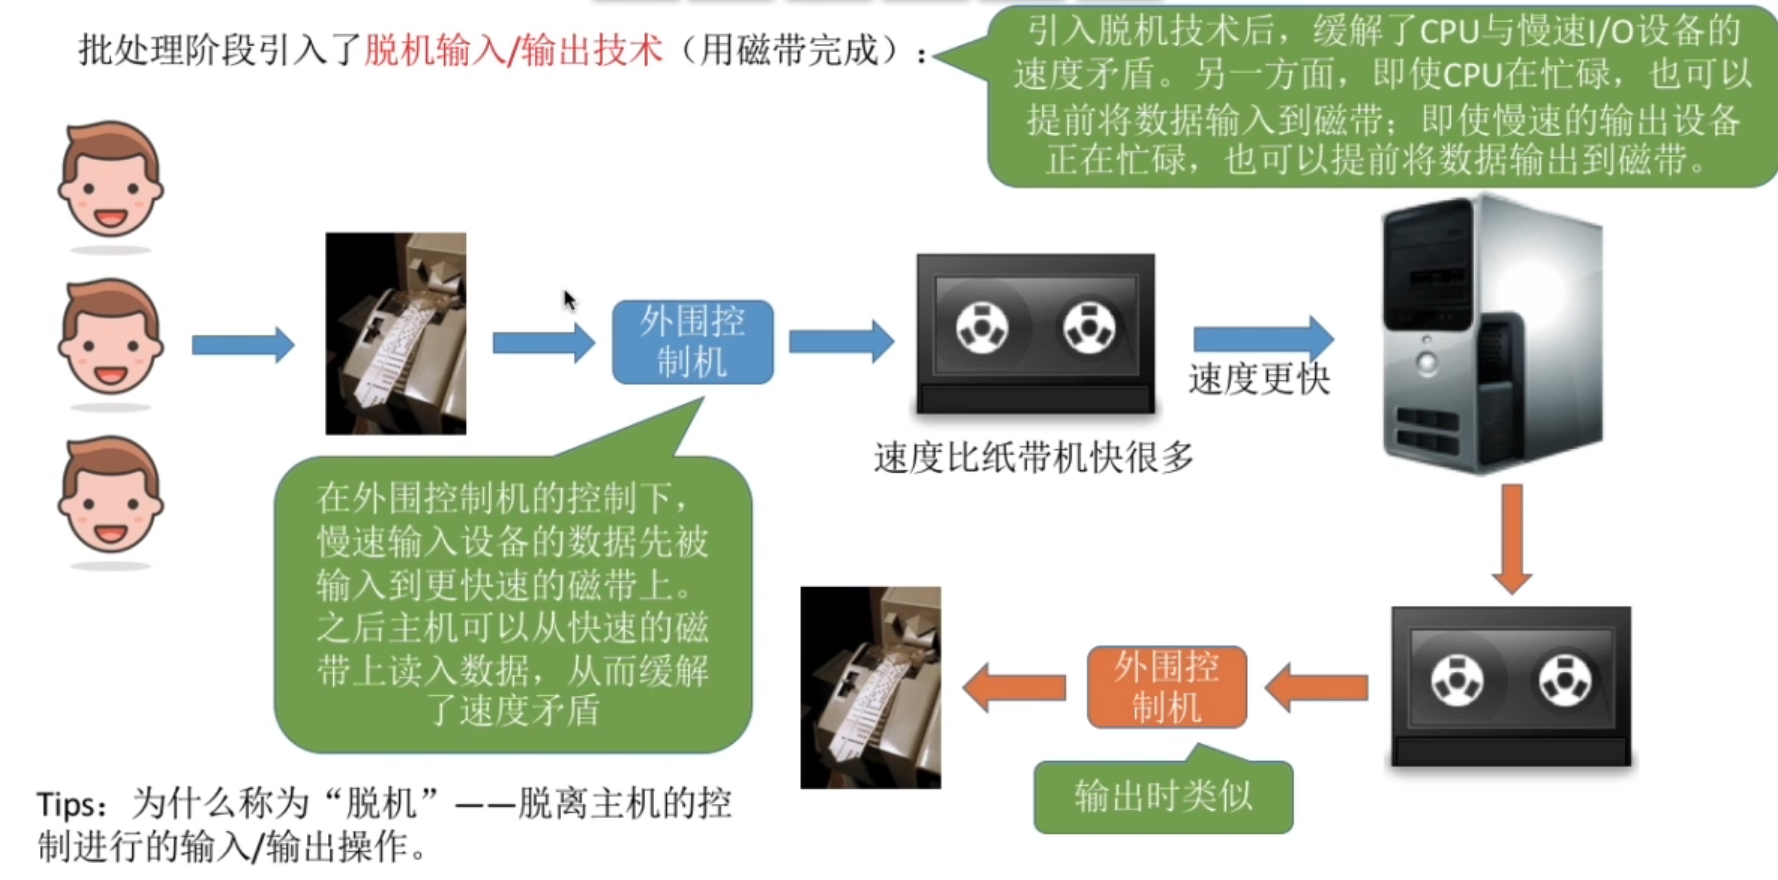 批处理阶段引入了脱机输入/输出技术（用磁带完成）：
引入脱机技术后，缓解了CPU与慢速I/O设备的
速度矛盾。另一方面，即使CPU在忙碌，也可以
提前将数据输入到磁带；即使慢速的输出设备
正在忙碌，也可以提前将数据输出到磁带。
外围控
制机
速度更快
速度比纸带机快很多
在外围控制机的控制下，
慢速输入设备的数据先被
输入到更快速的磁带上。
之后主机可以从快速的磁
带上读入数据，从而缓解
了速度矛盾
外围控
制机
输出时类似
Tips：为什么称为“脱机”——脱离主机的控
制进行的输入/输出操作。